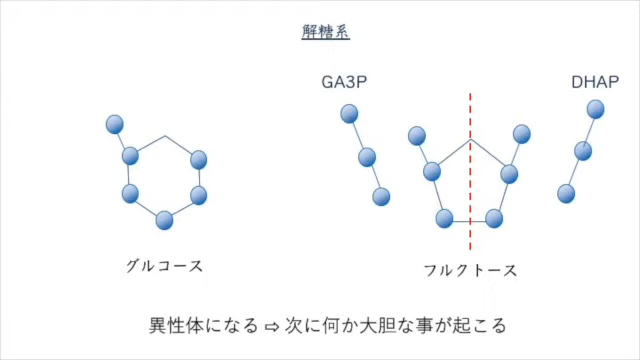 解糖系
GA3P
DHAP
グルコース
フルクトース
異性体になる ⇨ 次に何か大胆な事が起こる